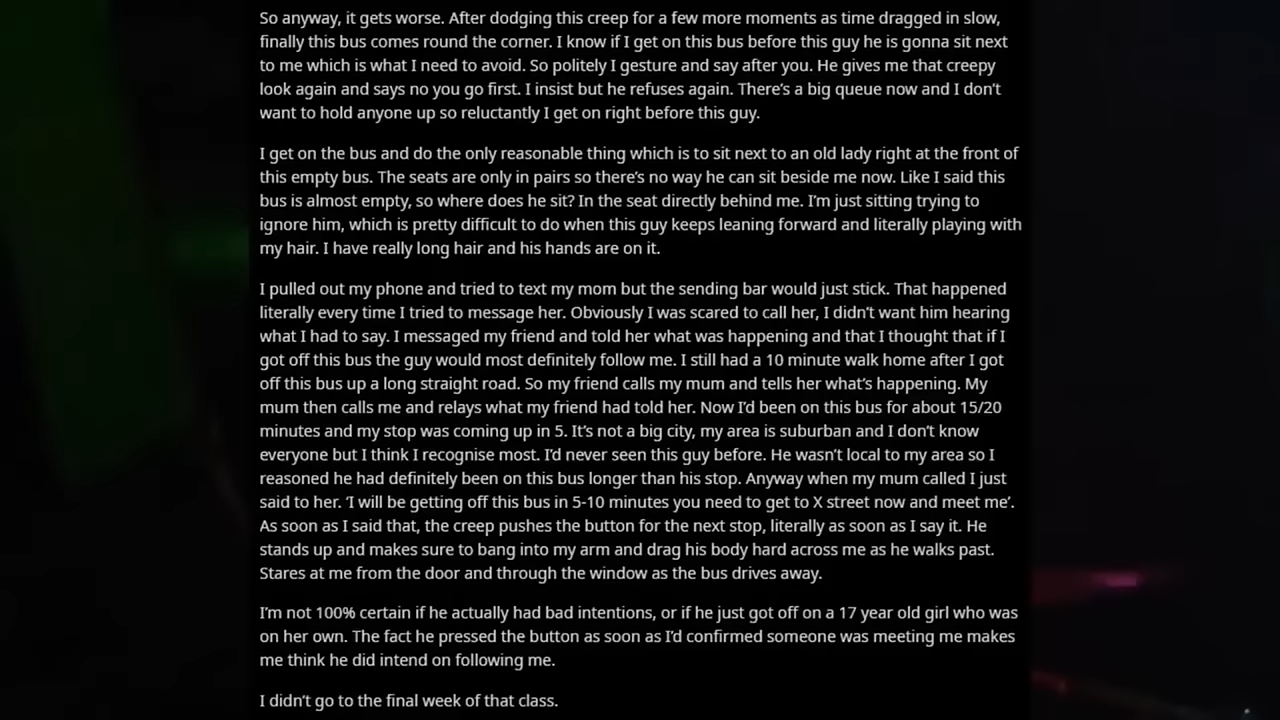 So anyway, it gets worse. After dodging this creep for a few more moments as time dragged in slow,
finally this bus comes round the corner. I know if I get on this bus before this guy he is gonna sit next
to me which is what I need to avoid. So politely I gesture and say after you. He gives me that creepy
look again and says no you go first. I insist but he refuses again. There's a big queue now and I don't
want to hold anyone up so reluctantly I get on right before this guy.
I get on the bus and do the only reasonable thing which is to sit next to an old lady right at the front of
this empty bus. The seats are only in pairs so there's no way he can sit beside me now. Like I said this
bus is almost empty, so where does he sit? In the seat directly behind me. I'm just sitting trying to
ignore him, which is pretty difficult to do when this guy keeps leaning forward and literally playing with
my hair. I have really long hair and his hands are on it.
I pulled out my phone and tried to text my mom but the sending bar would just stick. That happened
literally every time I tried to message her. Obviously I was scared to call her, I didn't want him hearing
what I had to say. I messaged my friend and told her what was happening and that I thought that if I
got off this bus the guy would most definitely follow me. I still had a 10 minute walk home after I got
off this bus up a long straight road. So my friend calls my mum and tells her what's happening. My
mum then calls me and relays what my friend had told her. Now I'd been on this bus for about 15/20
minutes and my stop was coming up in 5. It's not a big city, my area is suburban and I don't know
everyone but I think I recognise most. I'd never seen this guy before. He wasn't local to my area so I
reasoned he had definitely been on this bus longer than his stop. Anyway when my mum called I just
said to her. 'I will be getting off this bus in 5-10 minutes you need to get to X street now and meet me'.
As soon as I said that, the creep pushes the button for the next stop, literally as soon as I say it. He
stands up and makes sure to bang into my arm and drag his body hard across me as he walks past.
Stares at me from the door and through the window as the bus drives away.
I'm not 100% certain if he actually had bad intentions, or if he just got off on a 17 year old girl who was
on her own. The fact he pressed the button as soon as I'd confirmed someone was meeting me makes
me think he did intend on following me.
I didn't go to the final week of that class.